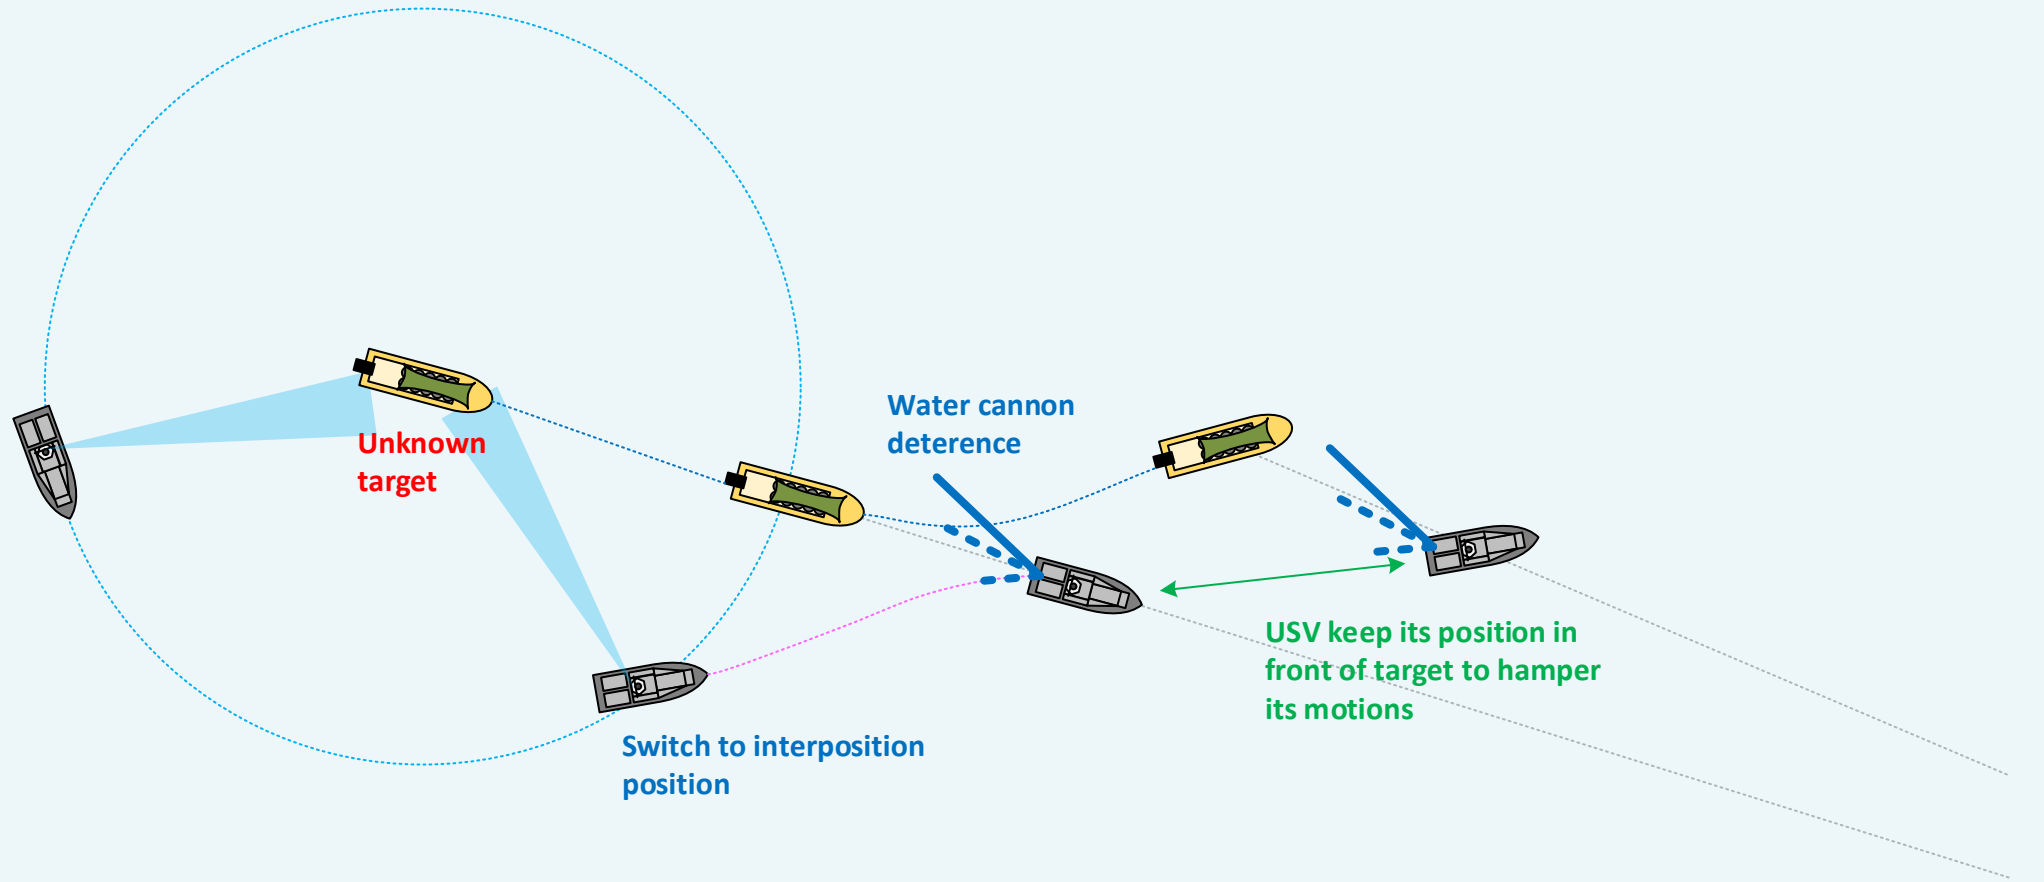 Unknown
target
Water cannon
deterence
Switch to interposition
position
USV keep its position in
front of target to hamper
its motions